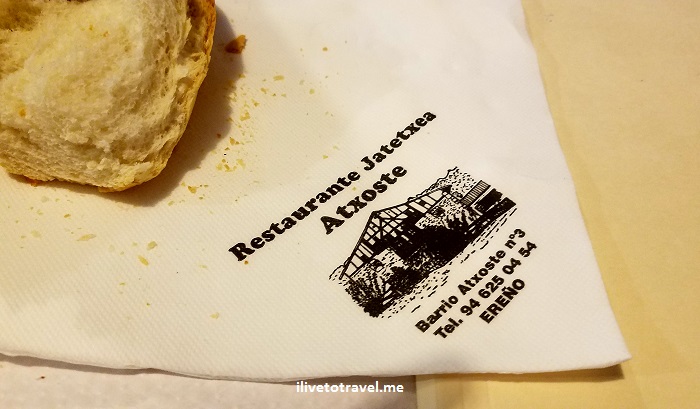 Restaurante Jatetxea
Atxoste
Barrio Atxoste nº3
Tel. 94 625 04 54
EREÑO
ilivetotravel.me